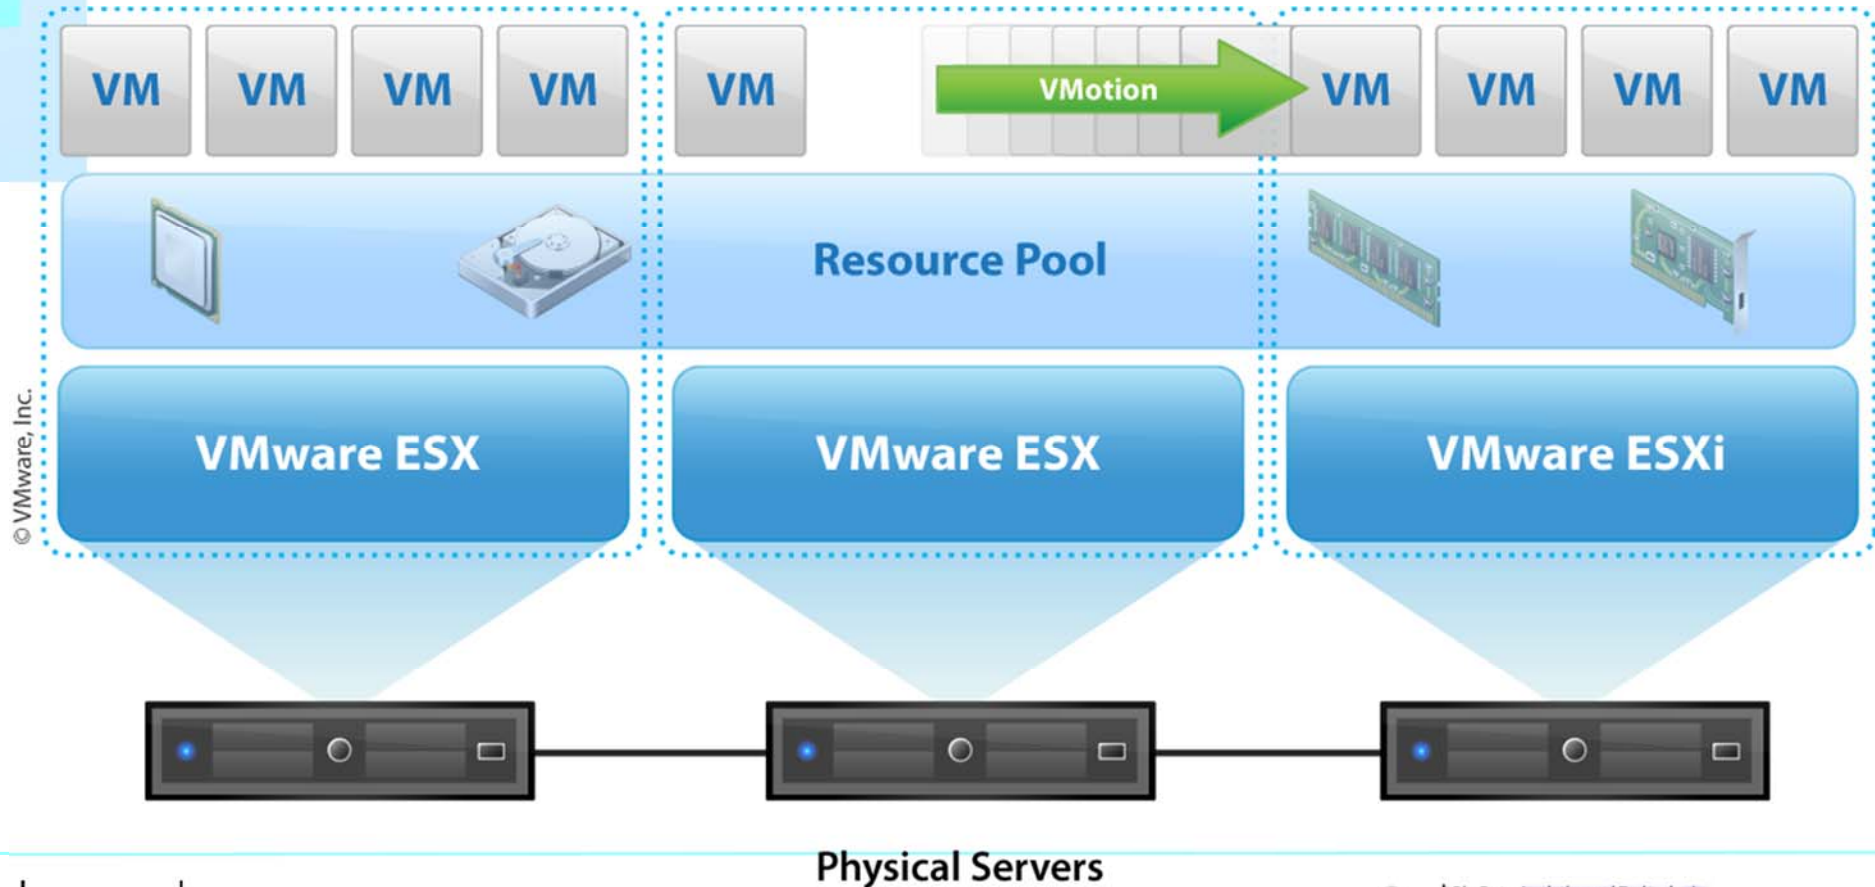 VM VM VM VM VM VMotion VM VM VM VM
Resource Pool
© VMware, Inc.
VMware ESX VMware ESX VMware ESXi
Physical Servers